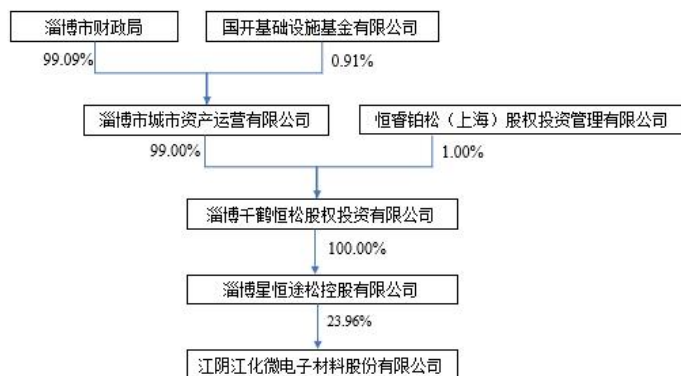 淄博市财政局
国开基础设施基金有限公司
99.09%
0.91%
淄博市城市资产运营有限公司
恒睿铂松（上海）股权投资管理有限公司
99.00%
1.00%
淄博千鹤恒松股权投资有限公司
100.00%
淄博星恒途松控股有限公司
23.96%
江阴江化微电子材料股份有限公司